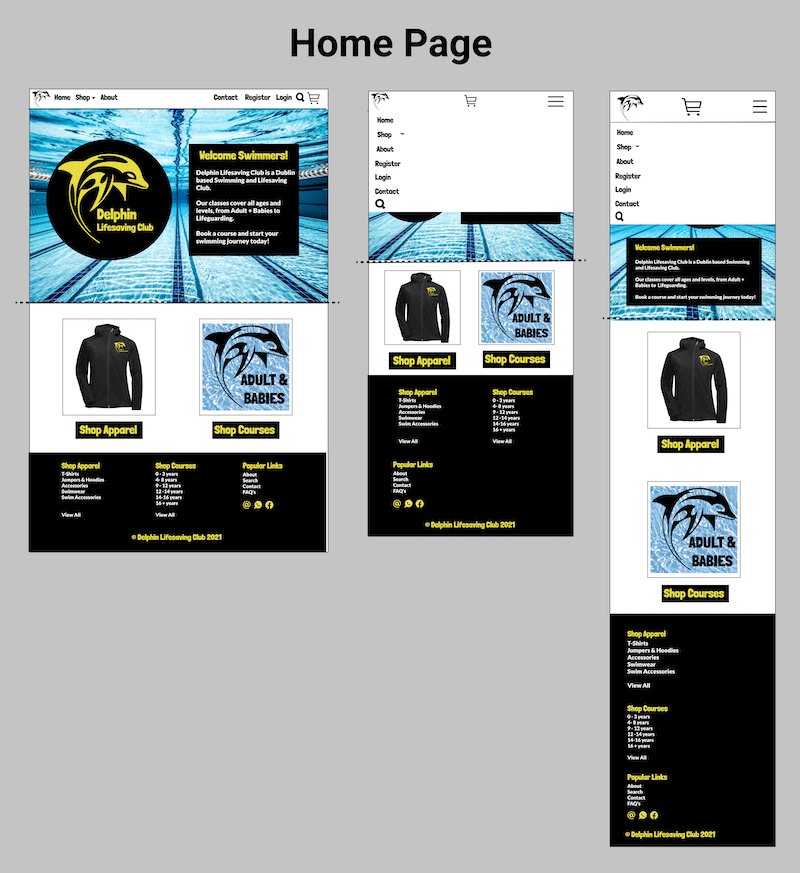 Home Page
Home Shop About Contact Register Login
Delphin
Lifesaving Club
Welcome Swimmers!
Delphin Lifesaving Club is a Dublin
based Swimming and Lifesaving
Club.
Our classes cover all ages and
levels, from Adult + Babies to
Lifeguarding.
Book a course and start your
swimming journey today!
ADULT &
BABIES
Shop Apparel
Shop Courses
Shop Apparel
T-Shirts
Jumpers & Hoodies
Accessories
Swimwear
Swim Accessories
View All
Shop Courses
0 - 3 years
4- 8 years
9 - 12 years
12 -14 years
14-16 years
16 + years
View All
Popular Links
About
Search
Contact
FAQ's
© Delphin Lifesaving Club 2021
Home
Shop
About
Register
Login
Contact
ADULT &
BABIES
Shop Apparel
Shop Courses
Shop Apparel
T-Shirts
Jumpers & Hoodies
Accessories
Swimwear
Swim Accessories
View All
Shop Courses
0 - 3 years
4- 8 years
9 - 12 years
12 -14 years
14-16 years
16 + years
View All
Popular Links
About
Search
Contact
FAQ's
© Delphin Lifesaving Club 2021
Home
Shop
About
Register
Login
Contact
Welcome Swimmers!
Delphin Lifesaving Club is a Dublin based Swimming
and Lifesaving Club.
Our classes cover all ages and levels, from Adult +
Babies to Lifeguarding.
Book a course and start your swimming journey today!
Shop Apparel
ADULT &
BABIES
Shop Courses
Shop Apparel
T-Shirts
Jumpers & Hoodies
Accessories
Swimwear
Swim Accessories
View All
Shop Courses
0 - 3 years
4- 8 years
9 - 12 years
12 -14 years
14-16 years
16 + years
View All
Popular Links
About
Search
Contact
FAQ's
© Delphin Lifesaving Club 2021